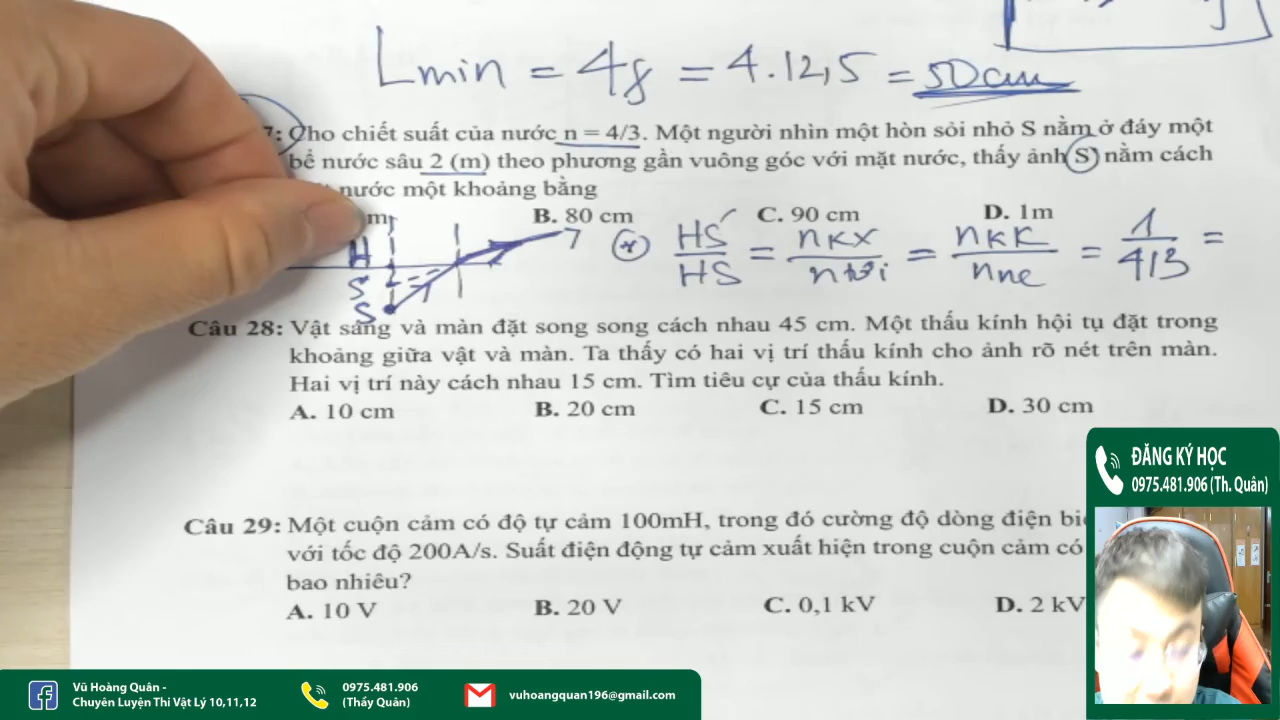 Lmin = 4f = 4.12,5 = 50cm
7: Cho chiết suất của nước n = 4/3. Một người nhìn một hòn sỏi nhỏ S nằm ở đáy một
bể nước sâu 2 (m) theo phương gần vuông góc với mặt nước, thấy ảnh S' nằm cách
nước một khoảng bằng
m B. 80 cm C. 90 cm D. 1m
HS'/HS = nkx/ntới = nkk/nnc = 1/4/3 =
H
S'
S
Câu 28: Vật sáng và màn đặt song song cách nhau 45 cm. Một thấu kính hội tụ đặt trong
khoảng giữa vật và màn. Ta thấy có hai vị trí thấu kính cho ảnh rõ nét trên màn.
Hai vị trí này cách nhau 15 cm. Tìm tiêu cự của thấu kính.
A. 10 cm B. 20 cm C. 15 cm D. 30 cm
Câu 29: Một cuộn cảm có độ tự cảm 100mH, trong đó cường độ dòng điện
với tốc độ 200A/s. Suất điện động tự cảm xuất hiện trong cuộn cảm có
bao nhiêu?
A. 10 V B. 20 V C. 0,1 kV D. 2 kV
ĐĂNG KÝ HỌC
0975.481.906 (Th. Quân)
Vũ Hoàng Quân -
Chuyên Luyện Thi Vật Lý 10,11,12
0975.481.906
(Thầy Quân)
vuhoangquan196@gmail.com